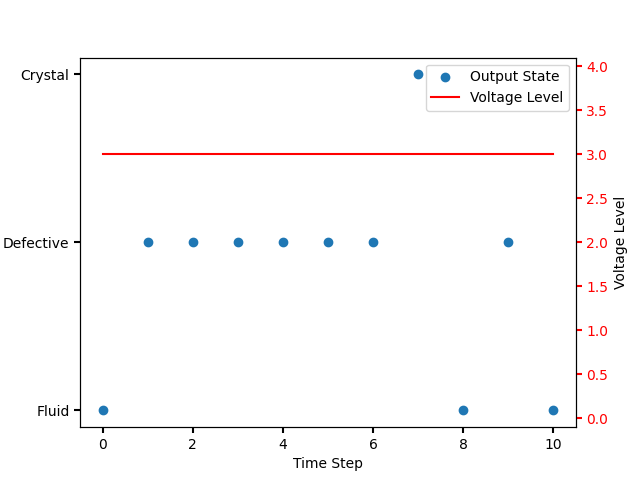 Crystal
Defective
Fluid
0 2 4 6 8 10
Time Step
4.0
3.5
3.0
2.5
2.0
1.5
1.0
0.5
0.0
Voltage Level
Output State
Voltage Level